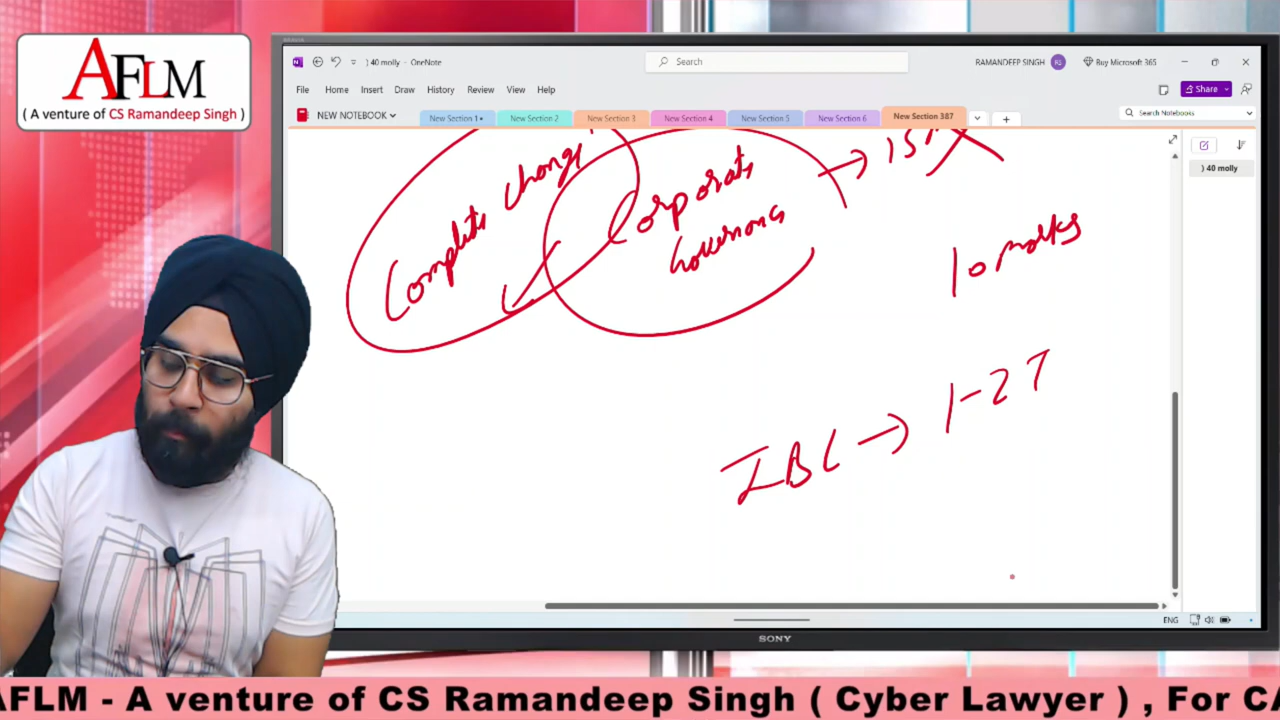 AFLM
( A venture of CS Ramandeep Singh )
) 40 molly - OneNote
Search
RAMANDEEP SINGH
RS
Buy Microsoft 365
File Home Insert Draw History Review View Help
Share
NEW NOTEBOOK
New Section 1
New Section 2
New Section 3
New Section 4
New Section 5
New Section 6
New Section 387
Search Notebooks
) 40 molly
Complete change
Corporate
Governance
→ 15
10 marks
IBC → 1-27
ENG
SONY
AFLM - A venture of CS Ramandeep Singh ( Cyber Lawyer ) , For CA